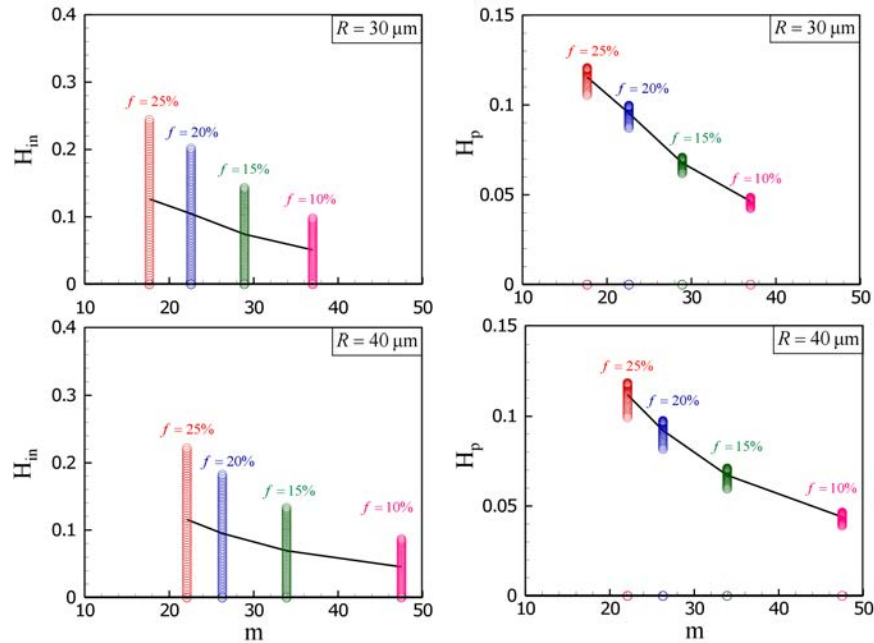 0.4
R = 30 μm
0.3
f = 25%
H_in
0.2
f = 20%
f = 15%
0.1
f = 10%
0
10 20 30 40 50
0.15
R = 30 μm
f = 25%
0.1
f = 20%
H_p
f = 15%
0.05
f = 10%
0
10 20 30 40 50
0.4
R = 40 μm
0.3
f = 25%
H_in
0.2
f = 20%
f = 15%
f = 10%
0.1
0
10 20 30 40 50
m
0.15
R = 40 μm
f = 25%
0.1
f = 20%
H_p
f = 15%
0.05
f = 10%
0
10 20 30 40 50
m